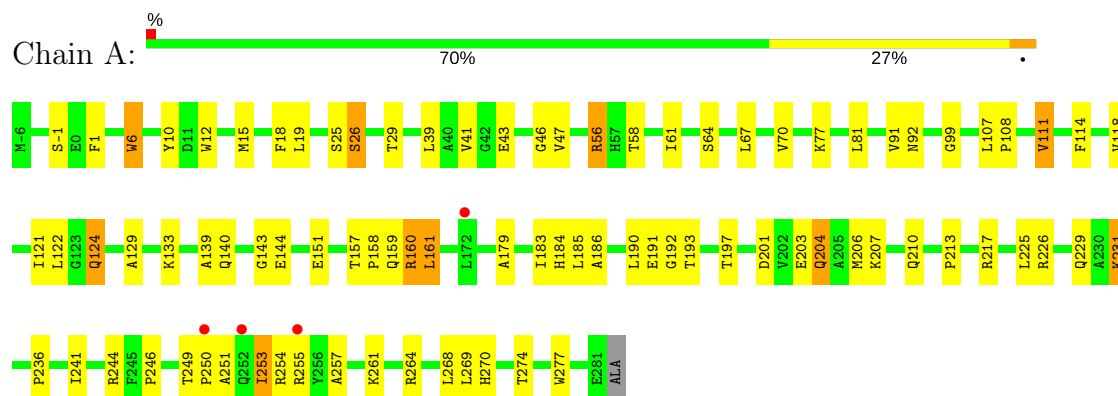 %
Chain A:
70% 27% •
M-6 S-1 E0 F1 W6 Y10 D11 W12 M15 F18 L19 S25 S26 T29 L39 A40 V41 G42 E43 G46 V47 R56 H57 T58 I61 S64 L67 V70 K77 L81 V91 N92 G99 L107 P108 V111 F114 V118
I121 L122 G123 Q124 A129 K133 A139 Q140 G143 E144 E151 T157 P158 Q159 R160 L161 L172 A179 I183 H184 L185 A186 L190 E191 G192 T193 T197 D201 V202 E203 Q204 A205 M206 K207 Q210 P213 R217 L225 R226 Q229 A230 K231
P236 I241 R244 F245 P246 T249 P250 A251 Q252 I253 R254 R255 Y256 A257 K261 R264 L268 L269 H270 T274 W277 E281 ALA